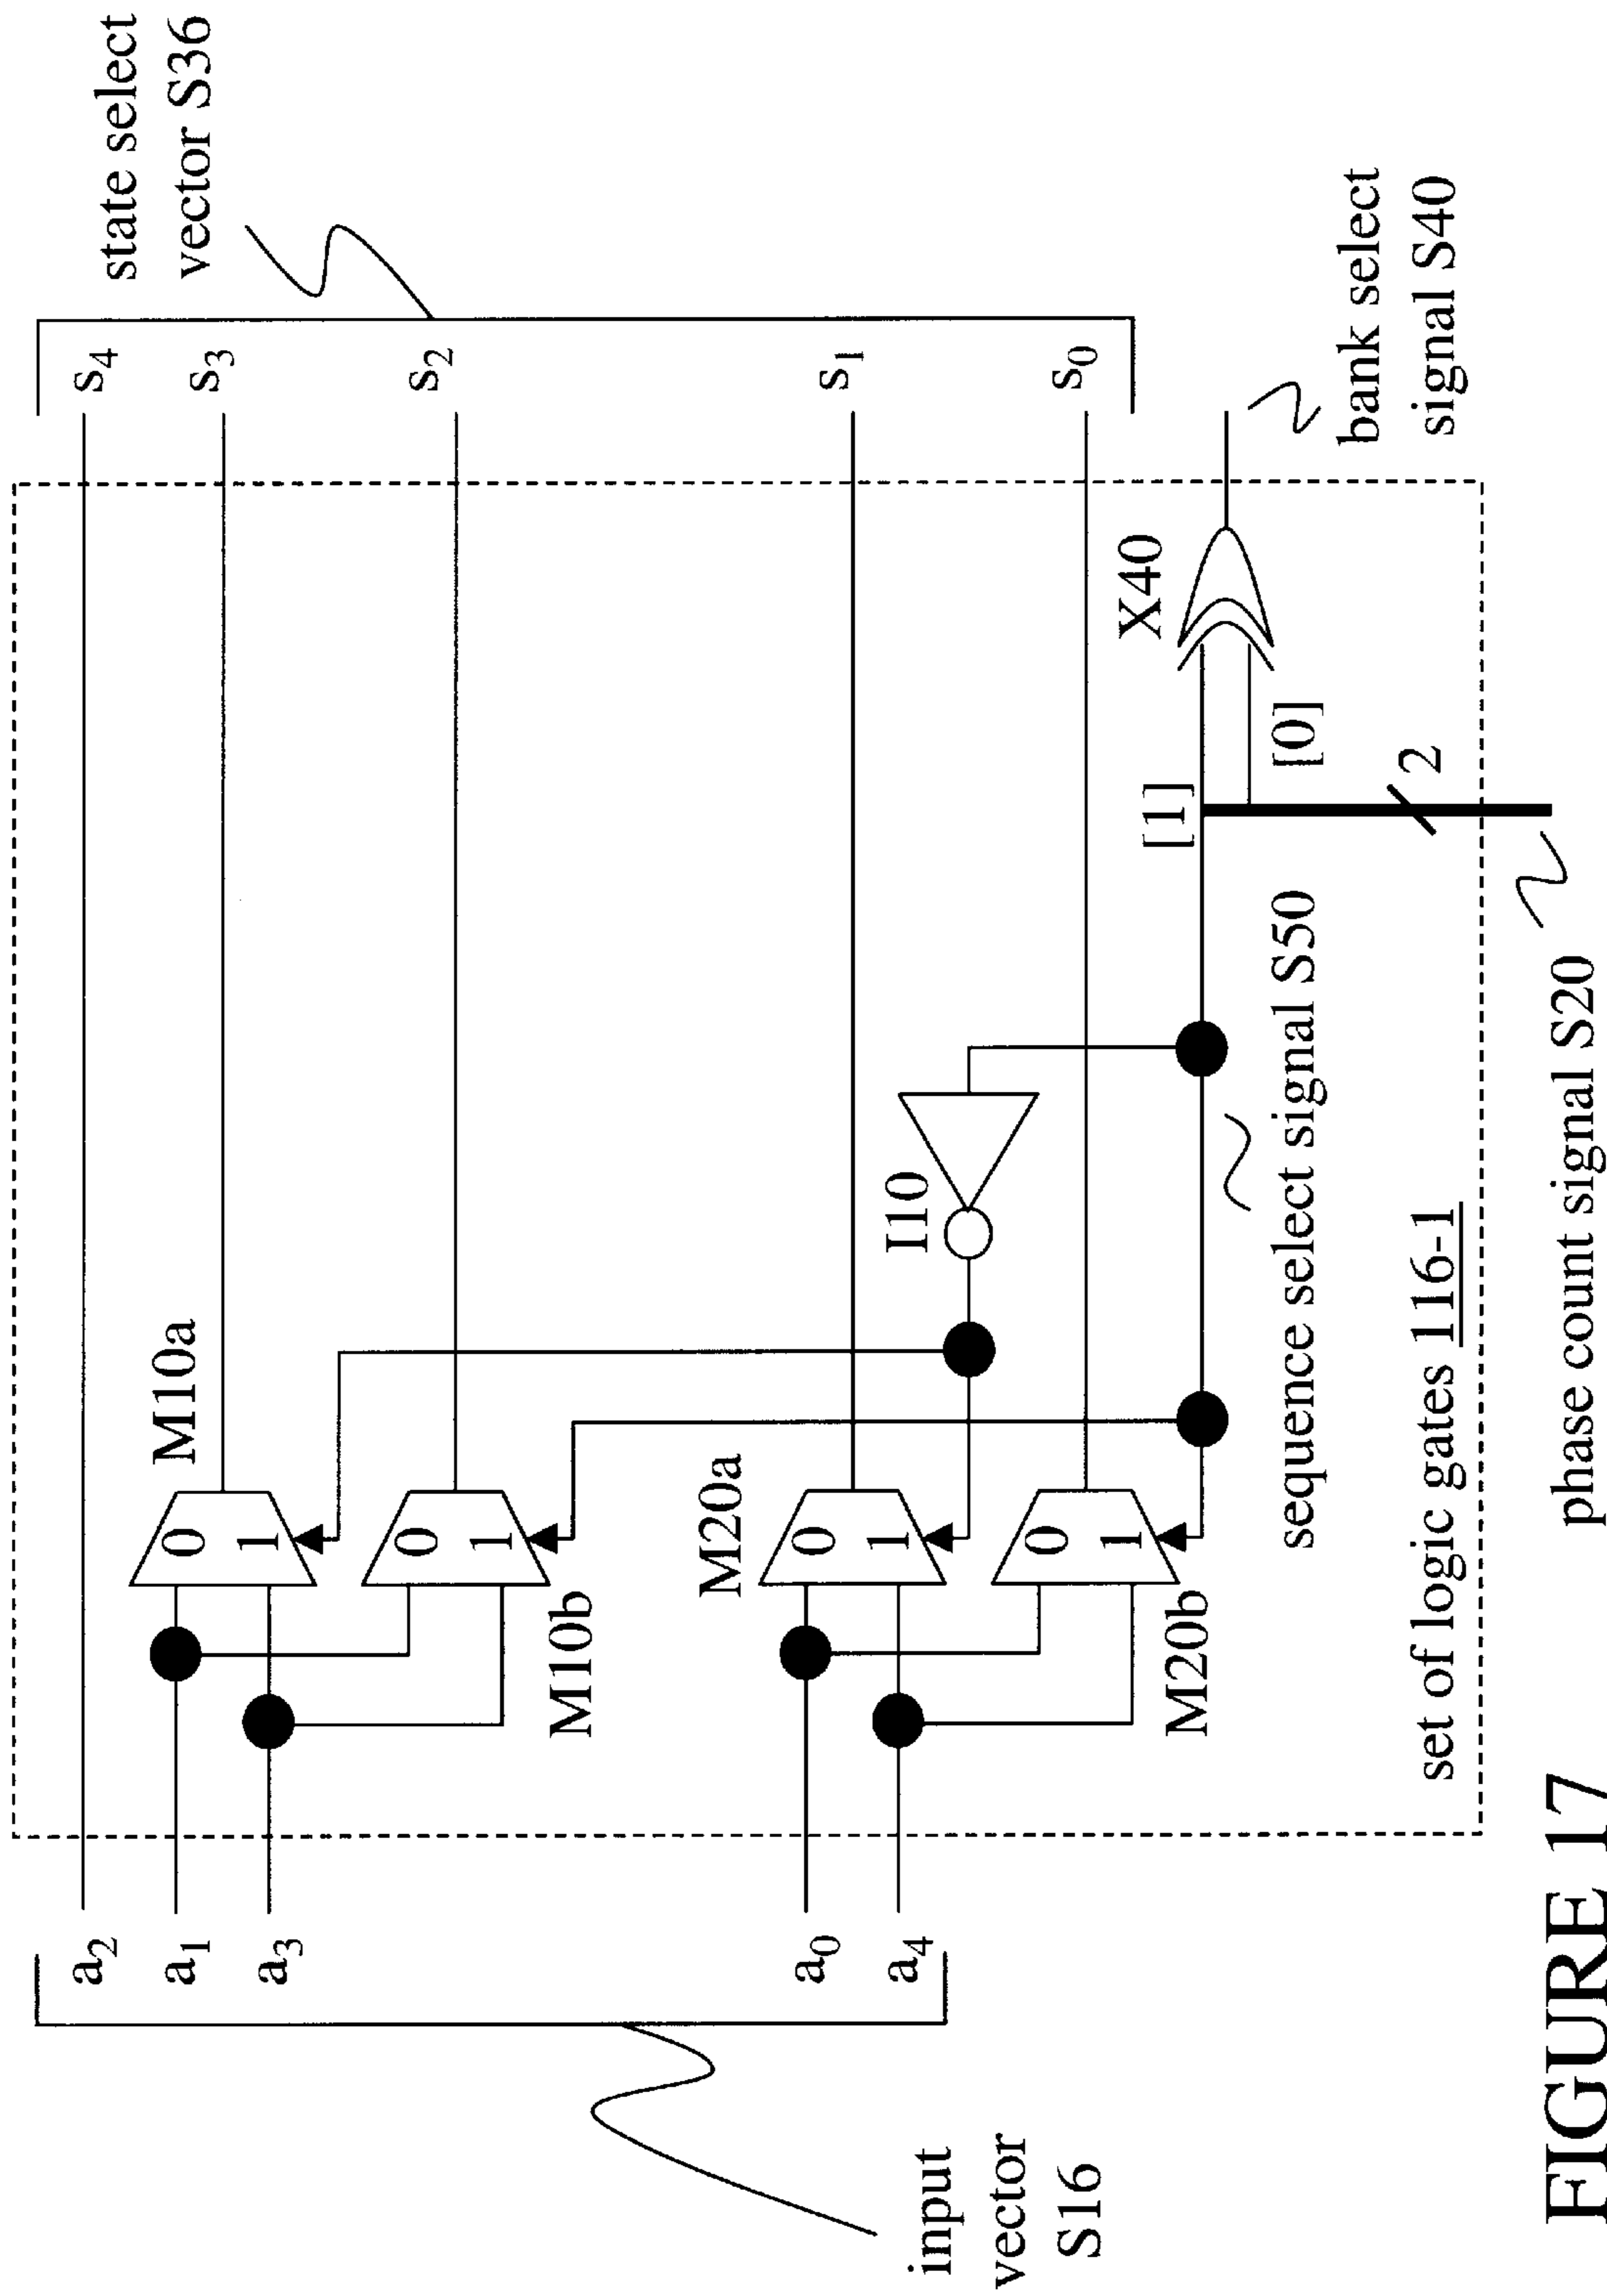 state select
vector S36
a2
s4
M10a
a1
0
s3
a3
1
0
s2
1
M10b
M20a
a0
0
s1
I10
a4
1
0
s0
1
M20b
X40
[1]
[0]
bank select
signal S40
input
vector
S16
sequence select signal S50
2
set of logic gates 116-1
phase count signal S20
FIGURE 17